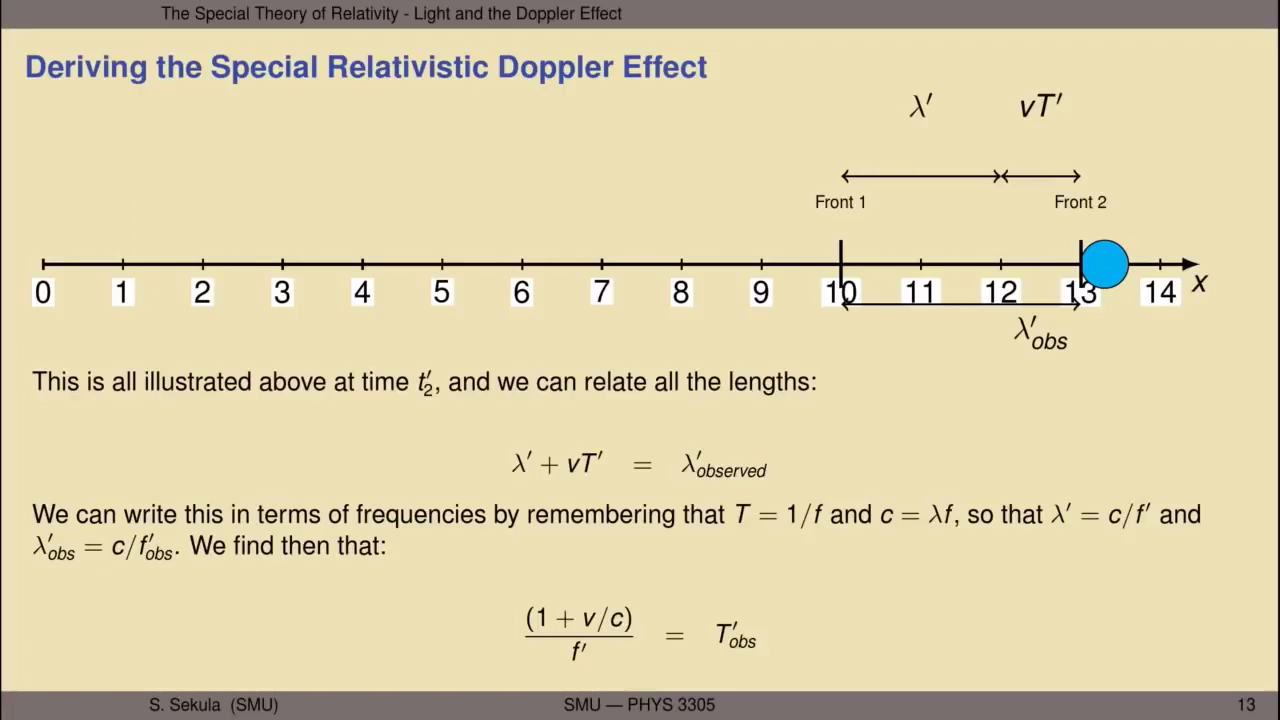 The Special Theory of Relativity - Light and the Doppler Effect
Deriving the Special Relativistic Doppler Effect
λ′ vT′
Front 1 Front 2
0 1 2 3 4 5 6 7 8 9 10 11 12 13 14 x
λ′obs
This is all illustrated above at time t′2, and we can relate all the lengths:
λ′ + vT′ = λ′observed
We can write this in terms of frequencies by remembering that T = 1/f and c = λf, so that λ′ = c/f′ and
λ′obs = c/f′obs. We find then that:
(1 + v/c)
f′
= T′obs
S. Sekula (SMU) SMU — PHYS 3305 13